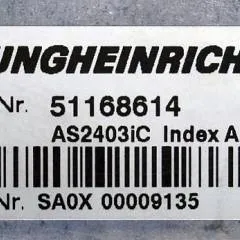 UNGHEINRICH
Nr. 51168614
AS2403iC Index A
Nr. SA0X 00009135